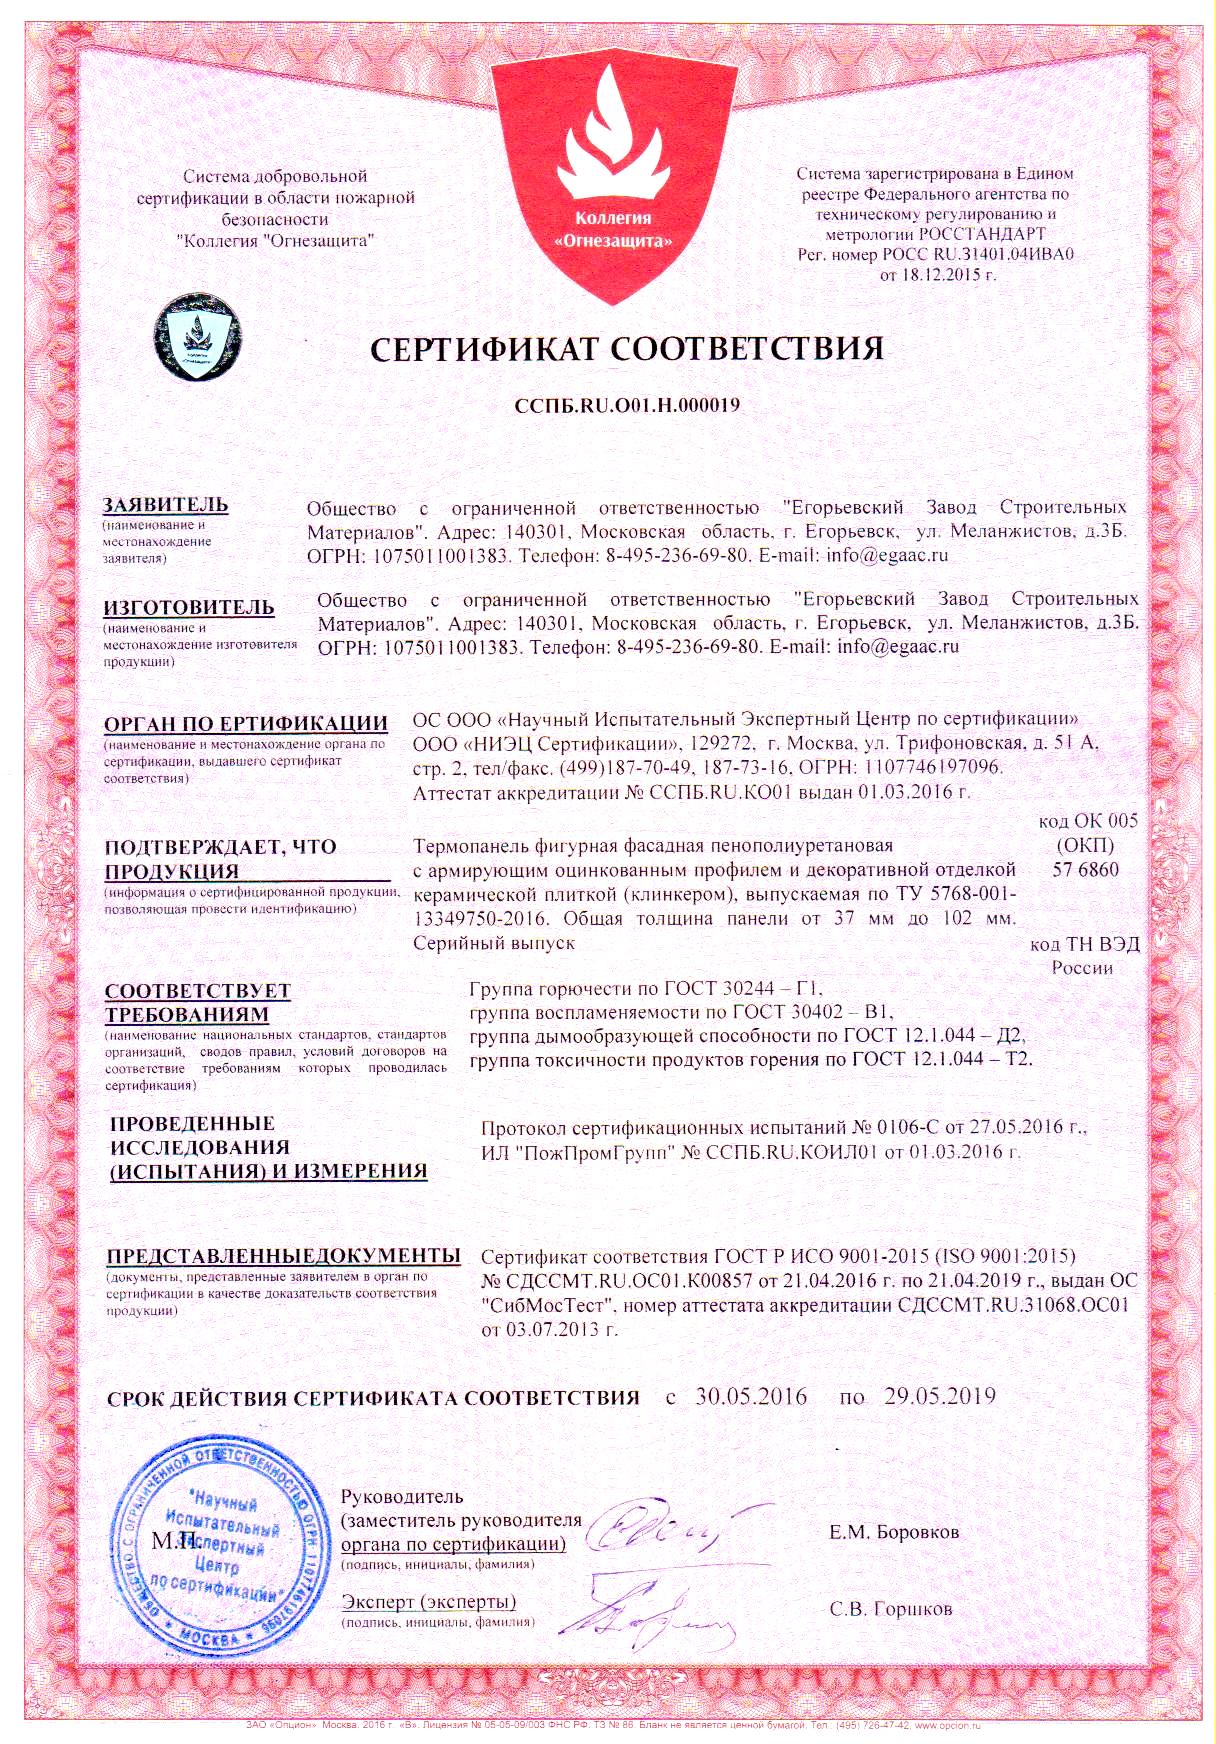 Система добровольной
сертификации в области пожарной
безопасности
"Коллегия "Огнезащита"
Коллегия
«Огнезащита»
Система зарегистрирована в Едином
реестре Федерального агентства по
техническому регулированию и
метрологии РОССТАНДАРТ
Рег. номер РОСС RU.31401.04ИВА0
от 18.12.2015 г.
Коллегия
«Огнезащита»
СЕРТИФИКАТ СООТВЕТСТВИЯ
ССПБ.RU.О01.Н.000019
ЗАЯВИТЕЛЬ
(наименование и
местонахождение
заявителя)
Общество с ограниченной ответственностью "Егорьевский Завод Строительных
Материалов". Адрес: 140301, Московская область, г. Егорьевск, ул. Меланжистов, д.3Б.
ОГРН: 1075011001383. Телефон: 8-495-236-69-80. E-mail: info@egaac.ru
ИЗГОТОВИТЕЛЬ
(наименование и
местонахождение изготовителя
продукции)
Общество с ограниченной ответственностью "Егорьевский Завод Строительных
Материалов". Адрес: 140301, Московская область, г. Егорьевск, ул. Меланжистов, д.3Б.
ОГРН: 1075011001383. Телефон: 8-495-236-69-80. E-mail: info@egaac.ru
ОРГАН ПО ЕРТИФИКАЦИИ
(наименование и местонахождение органа по
сертификации, выдавшего сертификат
соответствия)
ОС ООО «Научный Испытательный Экспертный Центр по сертификации»
ООО «НИЭЦ Сертификации», 129272, г. Москва, ул. Трифоновская, д. 51 А,
стр. 2, тел/факс. (499)187-70-49, 187-73-16, ОГРН: 1107746197096.
Аттестат аккредитации № ССПБ.RU.КО01 выдан 01.03.2016 г.
ПОДТВЕРЖДАЕТ, ЧТО
ПРОДУКЦИЯ
(информация о сертифицированной продукции,
позволяющая провести идентификацию)
Термопанель фигурная фасадная пенополиуретановая
с армирующим оцинкованным профилем и декоративной отделкой
керамической плиткой (клинкером), выпускаемая по ТУ 5768-001-
13349750-2016. Общая толщина панели от 37 мм до 102 мм.
Серийный выпуск
код ОК 005
(ОКП)
57 6860
код ТН ВЭД
России
СООТВЕТСТВУЕТ
ТРЕБОВАНИЯМ
(наименование национальных стандартов, стандартов
организаций, сводов правил, условий договоров на
соответствие требованиям которых проводилась
сертификация)
Группа горючести по ГОСТ 30244 – Г1,
группа воспламеняемости по ГОСТ 30402 – В1,
группа дымообразующей способности по ГОСТ 12.1.044 – Д2,
группа токсичности продуктов горения по ГОСТ 12.1.044 – Т2.
ПРОВЕДЕННЫЕ
ИССЛЕДОВАНИЯ
(ИСПЫТАНИЯ) И ИЗМЕРЕНИЯ
Протокол сертификационных испытаний № 0106-С от 27.05.2016 г.,
ИЛ "ПожПромГрупп" № ССПБ.RU.КОИЛ01 от 01.03.2016 г.
ПРЕДСТАВЛЕННЫЕДОКУМЕНТЫ
(документы, представленные заявителем в орган по
сертификации в качестве доказательств соответствия
продукции)
Сертификат соответствия ГОСТ Р ИСО 9001-2015 (ISO 9001:2015)
№ СДССМТ.RU.ОС01.К00857 от 21.04.2016 г. по 21.04.2019 г., выдан ОС
"СибМосТест", номер аттестата аккредитации СДССМТ.RU.31068.ОС01
от 03.07.2013 г.
СРОК ДЕЙСТВИЯ СЕРТИФИКАТА СООТВЕТСТВИЯ с 30.05.2016 по 29.05.2019
ОБЩЕСТВО С ОГРАНИЧЕННОЙ ОТВЕТСТВЕННОСТЬЮ ОГРН 1107746197096
* МОСКВА *
"Научный
Испытательный
Экспертный
Центр
по сертификации"
М.П.
Руководитель
(заместитель руководителя
органа по сертификации)
(подпись, инициалы, фамилия)
Е.М. Боровков
Эксперт (эксперты)
(подпись, инициалы, фамилия)
С.В. Горшков
ЗАО «Опцион», Москва, 2016 г. «В». Лицензия № 05-05-09/003 ФНС РФ. ТЗ № 86. Бланк не является ценной бумагой. Тел.: (495) 726-47-42, www.opcion.ru